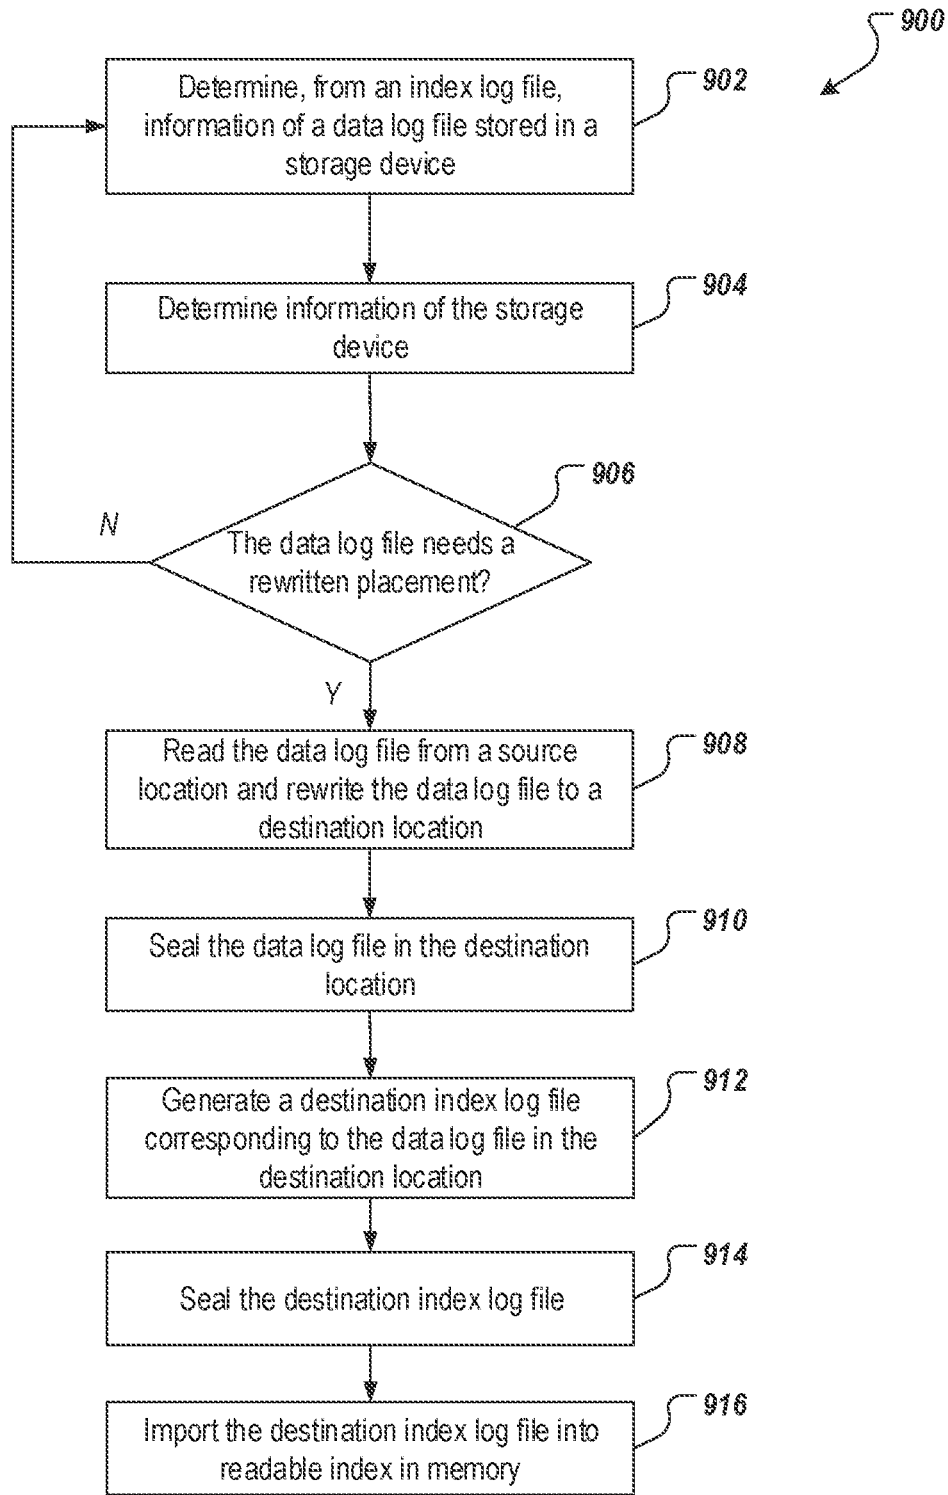 900
Determine, from an index log file,
information of a data log file stored in a
storage device
902
Determine information of the storage
device
904
The data log file needs a
rewritten placement?
906
N
Y
Read the data log file from a source
location and rewrite the data log file to a
destination location
908
Seal the data log file in the destination
location
910
Generate a destination index log file
corresponding to the data log file in the
destination location
912
Seal the destination index log file
914
Import the destination index log file into
readable index in memory
916